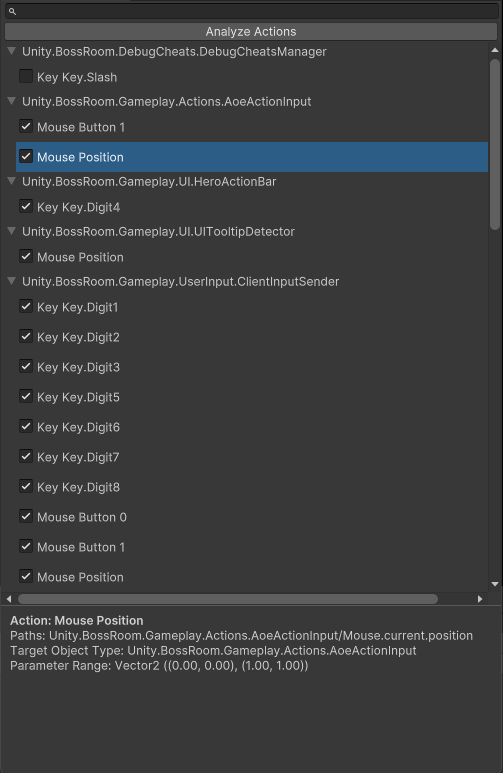 Analyze Actions
Unity.BossRoom.DebugCheats.DebugCheatsManager
Key Key.Slash
Unity.BossRoom.Gameplay.Actions.AoeActionInput
Mouse Button 1
Mouse Position
Unity.BossRoom.Gameplay.UI.HeroActionBar
Key Key.Digit4
Unity.BossRoom.Gameplay.UI.UITooltipDetector
Mouse Position
Unity.BossRoom.Gameplay.UserInput.ClientInputSender
Key Key.Digit1
Key Key.Digit2
Key Key.Digit3
Key Key.Digit5
Key Key.Digit6
Key Key.Digit7
Key Key.Digit8
Mouse Button 0
Mouse Button 1
Mouse Position
Action: Mouse Position
Paths: Unity.BossRoom.Gameplay.Actions.AoeActionInput/Mouse.current.position
Target Object Type: Unity.BossRoom.Gameplay.Actions.AoeActionInput
Parameter Range: Vector2 ((0.00, 0.00), (1.00, 1.00))